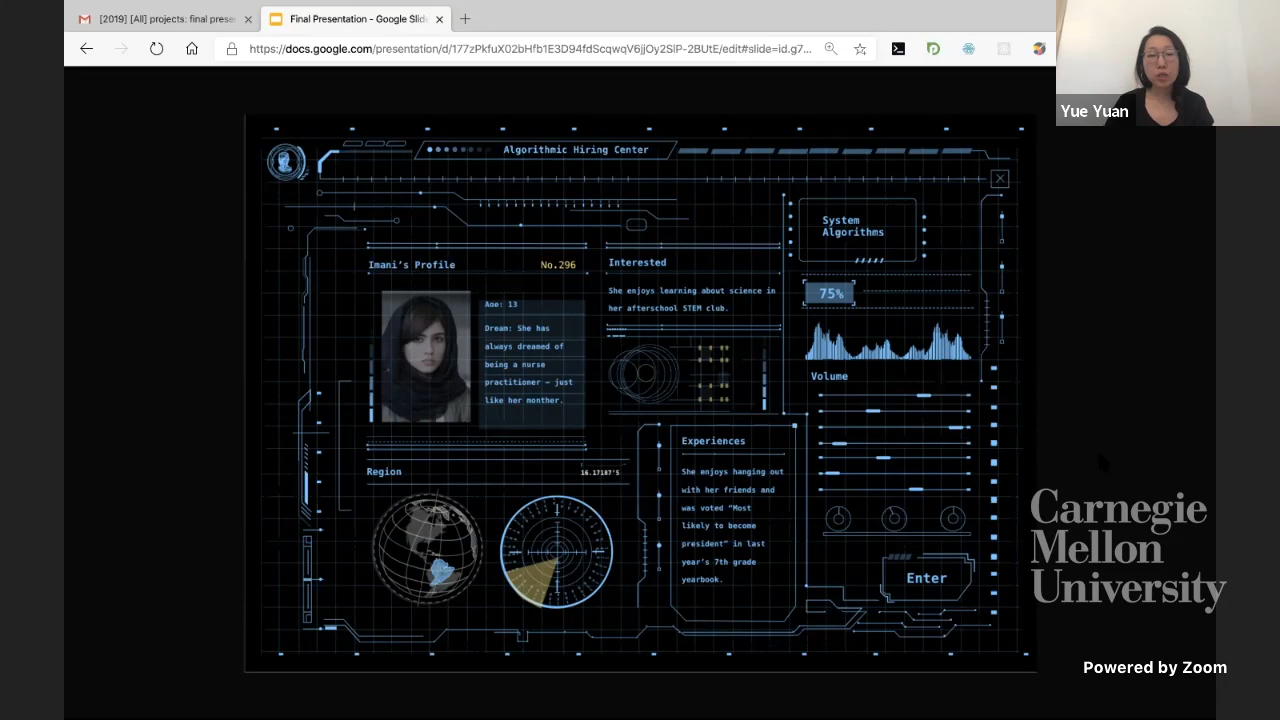 [2019] [All] projects: final prese
Final Presentation - Google Slid
https://docs.google.com/presentation/d/177zPkfuX02bHfb1E3D94fdScqwqV6jjOy2SlP-2BUtE/edit#slide=id.g7...
Yue Yuan
Algorithmic Hiring Center
System
Algorithms
Imani's Profile
No.296
Interested
She enjoys learning about science in
her afterschool STEM club.
75%
Age: 13
Dream: She has
always dreamed of
being a nurse
practitioner – just
like her monther.
Volume
Experiences
She enjoys hanging out
with her friends and
was voted "Most
likely to become
president" in last
year's 7th grade
yearbook.
Region
16.17187'S
Enter
Carnegie
Mellon
University
Powered by Zoom